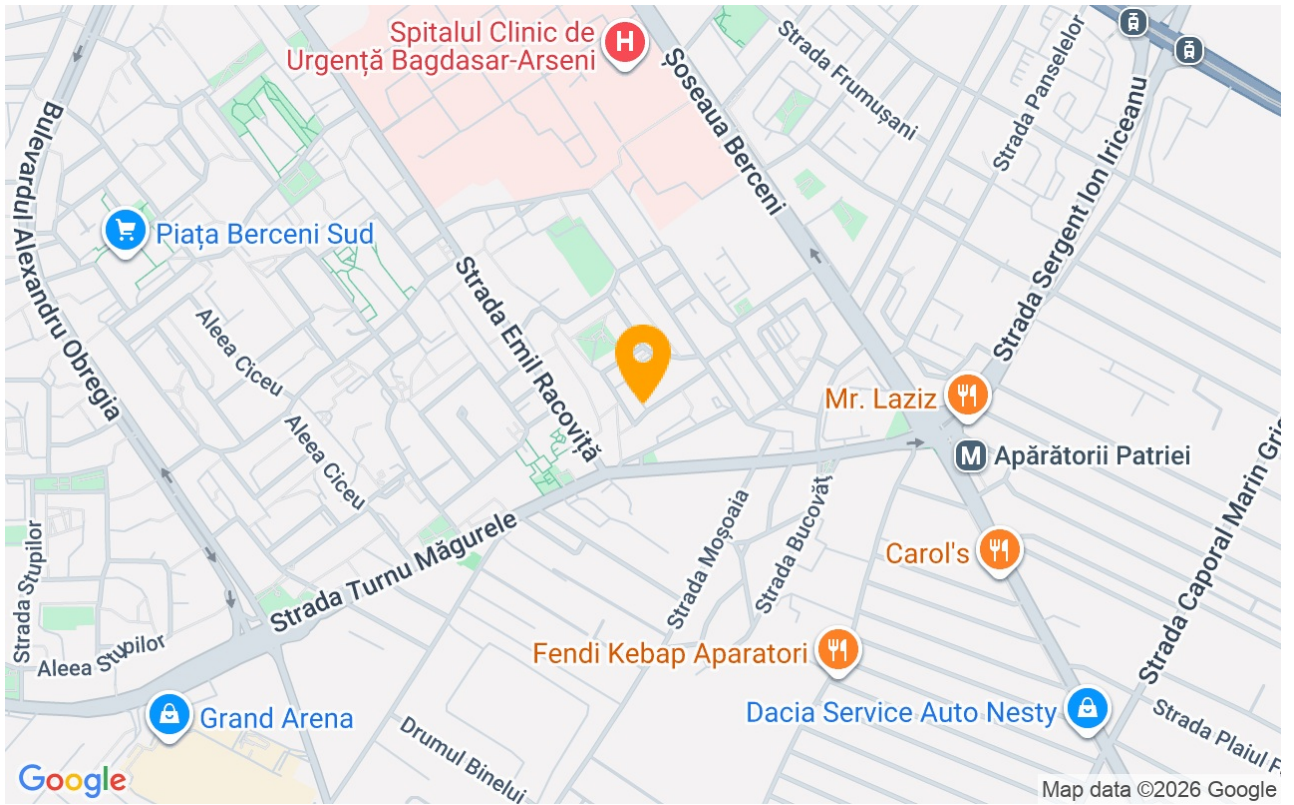 Spitalul Clinic de
Urgență Bagdasar-Arseni
H
Șoseaua Berceni
Strada Frumușani
Strada Panselelor
Strada Sergent Ion Iriceanu
Bulevardul Alexandru Obregia
Piața Berceni Sud
Strada Emil Racoviță
Aleea Ciceu
Aleea Ciceu
Mr. Laziz
M Apărătorii Patriei
Strada Turnu Măgurele
Strada Moșoaia
Strada Bucovăț
Carol's
Strada Caporal Marin Grig
Strada Stupilor
Aleea Stupilor
Fendi Kebap Aparatori
Grand Arena
Drumul Binelui
Dacia Service Auto Nesty
Strada Plaiul F
Google
Map data ©2026 Google